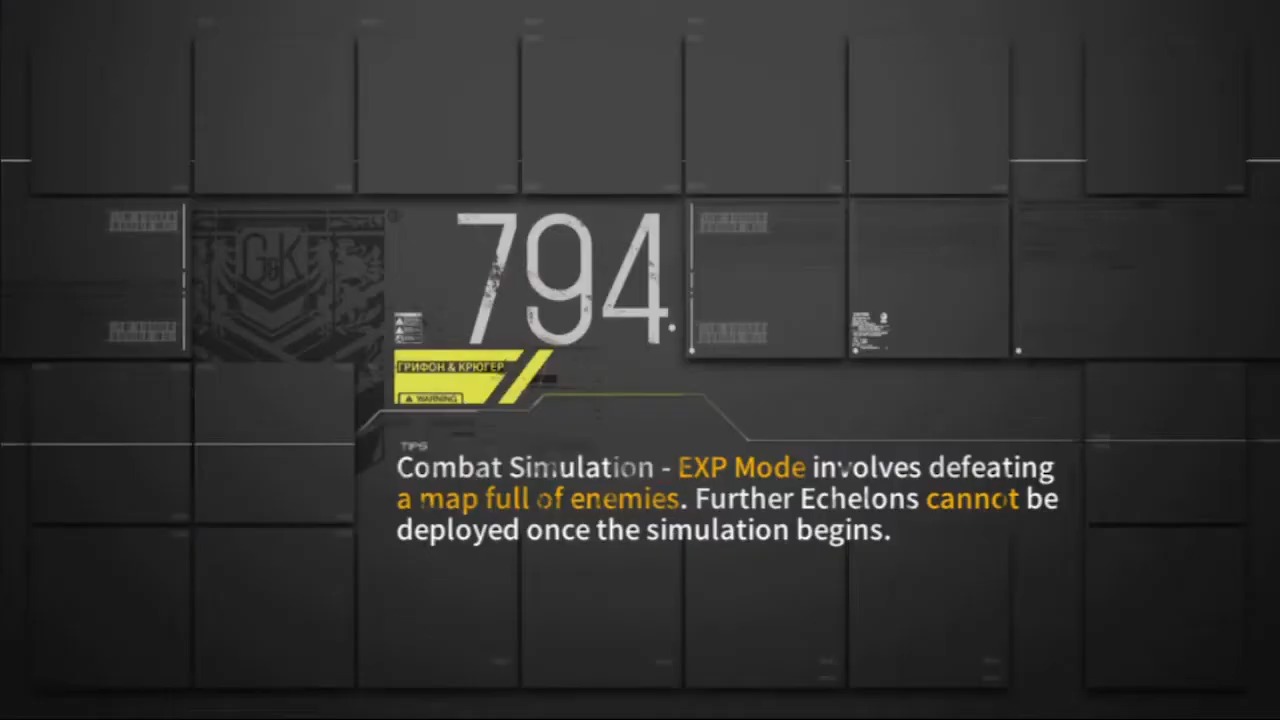 G&K
794.
ГРИФОН & КРЮГЕР
WARNING
TIPS
Combat Simulation - EXP Mode involves defeating
a map full of enemies. Further Echelons cannot be
deployed once the simulation begins.